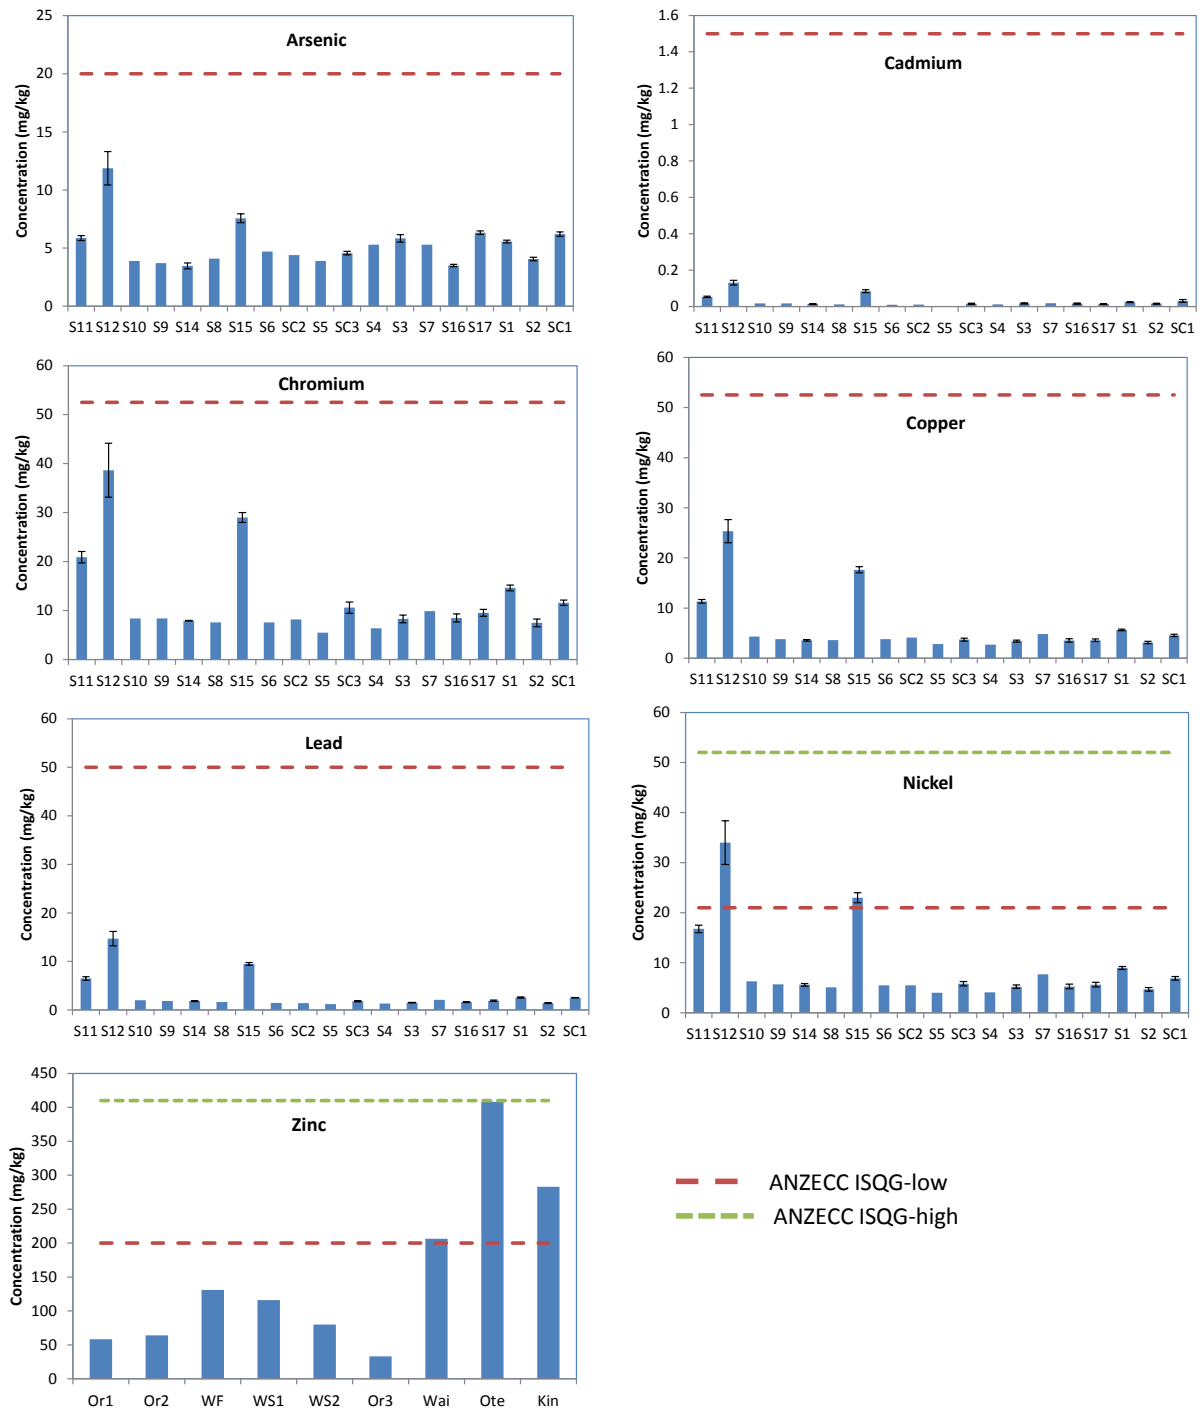 Arsenic
Concentration (mg/kg)
25
20
15
10
5
0
S11 S12 S10 S9 S14 S8 S15 S6 SC2 S5 SC3 S4 S3 S7 S16 S17 S1 S2 SC1
Cadmium
Concentration (mg/kg)
1.6
1.4
1.2
1
0.8
0.6
0.4
0.2
0
S11 S12 S10 S9 S14 S8 S15 S6 SC2 S5 SC3 S4 S3 S7 S16 S17 S1 S2 SC1
Chromium
Concentration (mg/kg)
60
50
40
30
20
10
0
S11 S12 S10 S9 S14 S8 S15 S6 SC2 S5 SC3 S4 S3 S7 S16 S17 S1 S2 SC1
Copper
Concentration (mg/kg)
60
50
40
30
20
10
0
S11 S12 S10 S9 S14 S8 S15 S6 SC2 S5 SC3 S4 S3 S7 S16 S17 S1 S2 SC1
Lead
Concentration (mg/kg)
60
50
40
30
20
10
0
S11 S12 S10 S9 S14 S8 S15 S6 SC2 S5 SC3 S4 S3 S7 S16 S17 S1 S2 SC1
Nickel
Concentration (mg/kg)
60
50
40
30
20
10
0
S11 S12 S10 S9 S14 S8 S15 S6 SC2 S5 SC3 S4 S3 S7 S16 S17 S1 S2 SC1
Zinc
Concentration (mg/kg)
450
400
350
300
250
200
150
100
50
0
Or1 Or2 WF WS1 WS2 Or3 Wai Ote Kin
ANZECC ISQG-low
ANZECC ISQG-high